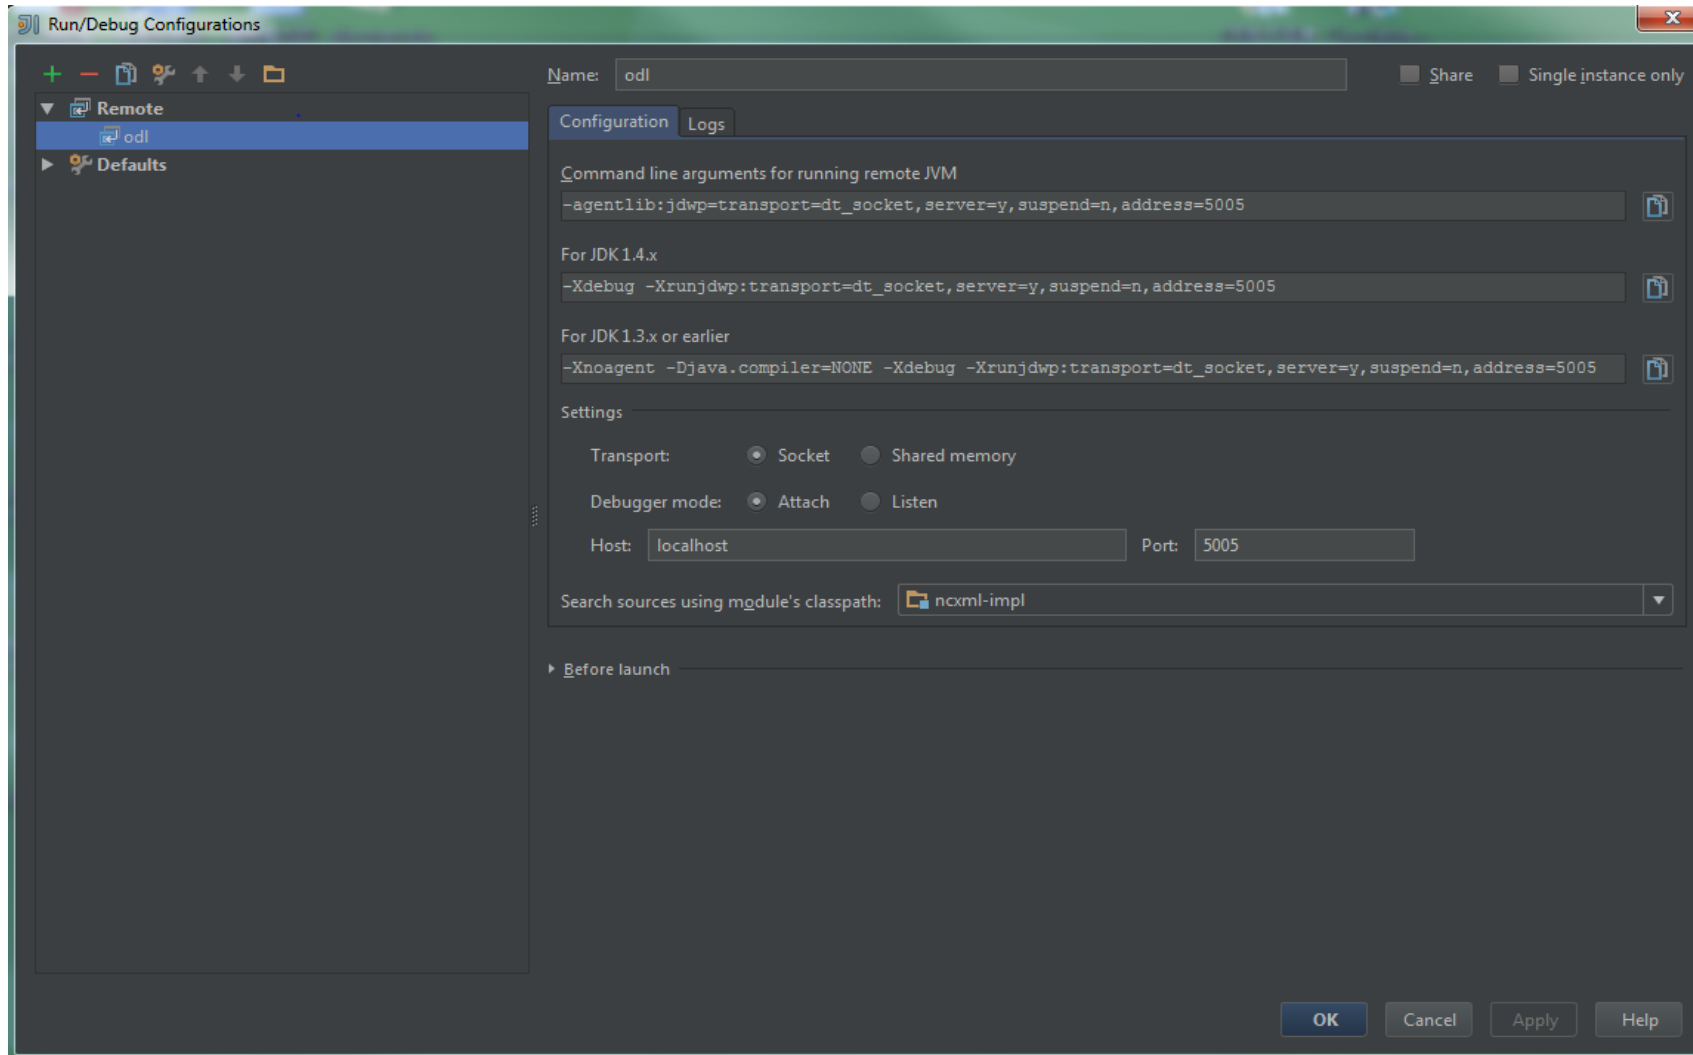 Run/Debug Configurations
Name: odl Share Single instance only
Remote
odl
Defaults
Configuration Logs
Command line arguments for running remote JVM
-agentlib:jdwp=transport=dt_socket,server=y,suspend=n,address=5005
For JDK 1.4.x
-Xdebug -Xrunjdwp:transport=dt_socket,server=y,suspend=n,address=5005
For JDK 1.3.x or earlier
-Xnoagent -Djava.compiler=NONE -Xdebug -Xrunjdwp:transport=dt_socket,server=y,suspend=n,address=5005
Settings
Transport: Socket Shared memory
Debugger mode: Attach Listen
Host: localhost Port: 5005
Search sources using module's classpath: ncxml-impl
Before launch
OK Cancel Apply Help